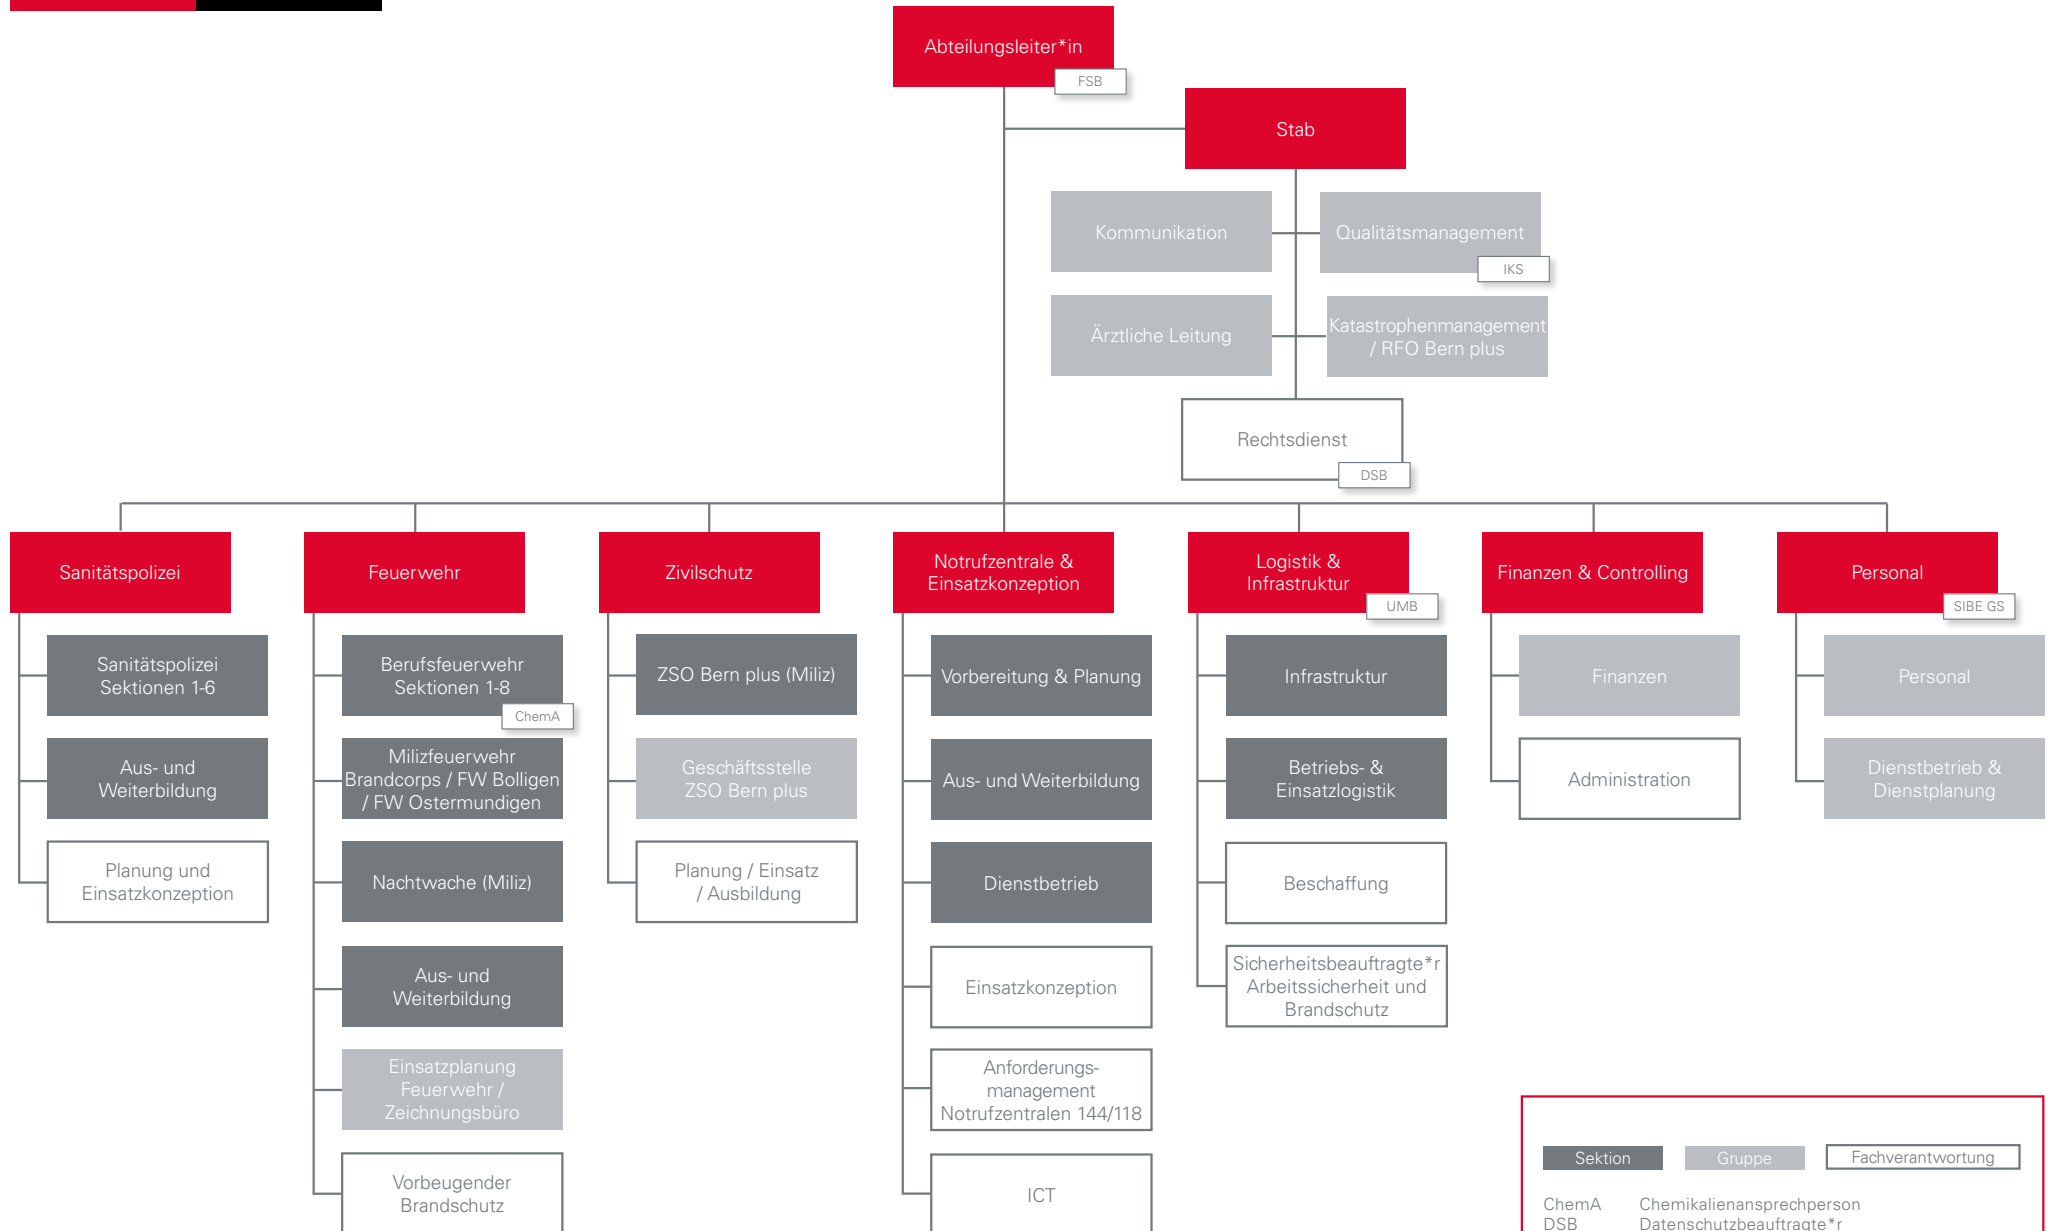 Abteilungsleiter*in
FSB
Stab
Kommunikation
Qualitätsmanagement
IKS
Ärztliche Leitung
Katastrophenmanagement
/ RFO Bern plus
Rechtsdienst
DSB
Sanitätspolizei
Sanitätspolizei
Sektionen 1-6
Aus- und
Weiterbildung
Planung und
Einsatzkonzeption
Feuerwehr
Berufsfeuerwehr
Sektionen 1-8
ChemA
Milizfeuerwehr
Brandcorps / FW Bolligen
/ FW Ostermundigen
Nachtwache (Miliz)
Aus- und
Weiterbildung
Einsatzplanung
Feuerwehr /
Zeichnungsbüro
Vorbeugender
Brandschutz
Zivilschutz
ZSO Bern plus (Miliz)
Geschäftsstelle
ZSO Bern plus
Planung / Einsatz
/ Ausbildung
Notrufzentrale &
Einsatzkonzeption
Vorbereitung & Planung
Aus- und Weiterbildung
Dienstbetrieb
Einsatzkonzeption
Anforderungs-
management
Notrufzentralen 144/118
ICT
Logistik &
Infrastruktur
UMB
Infrastruktur
Betriebs- &
Einsatzlogistik
Beschaffung
Sicherheitsbeauftragte*r
Arbeitssicherheit und
Brandschutz
Finanzen & Controlling
Finanzen
Administration
Personal
SIBE GS
Personal
Dienstbetrieb &
Dienstplanung
Sektion
Gruppe
Fachverantwortung
ChemA Chemikalienansprechperson
DSB Datenschutzbeauftragte*r